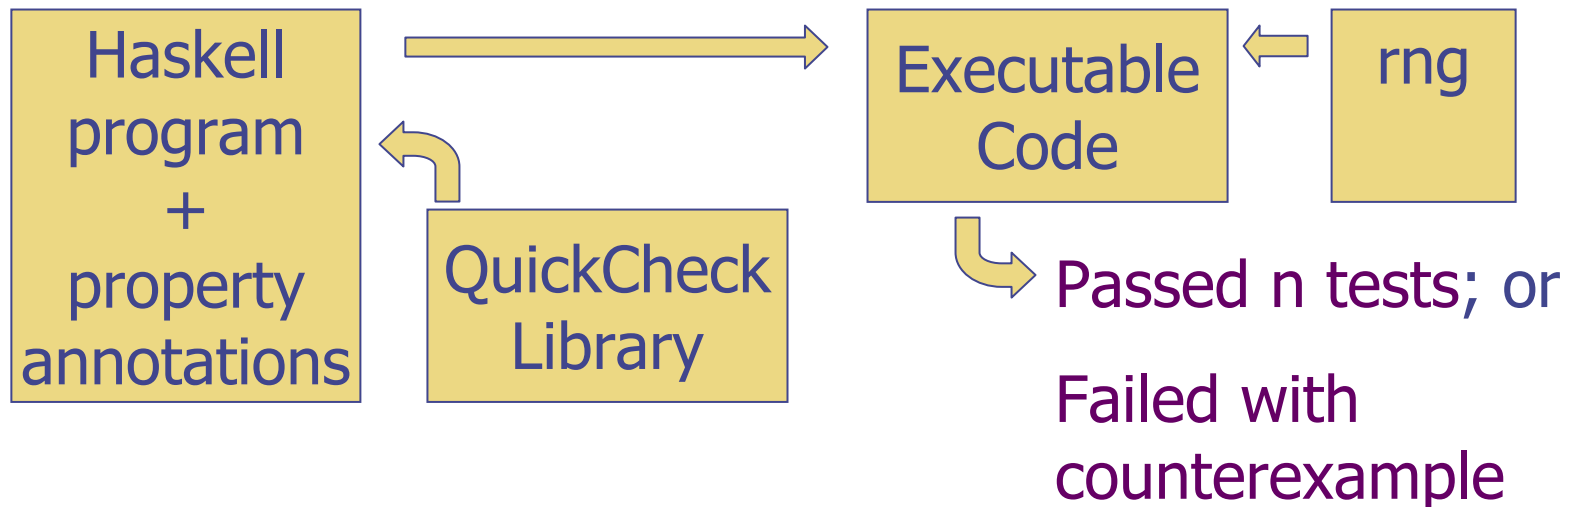 Haskell
program
+
property
annotations
QuickCheck
Library
Executable
Code
rng
Passed n tests; or
Failed with
counterexample